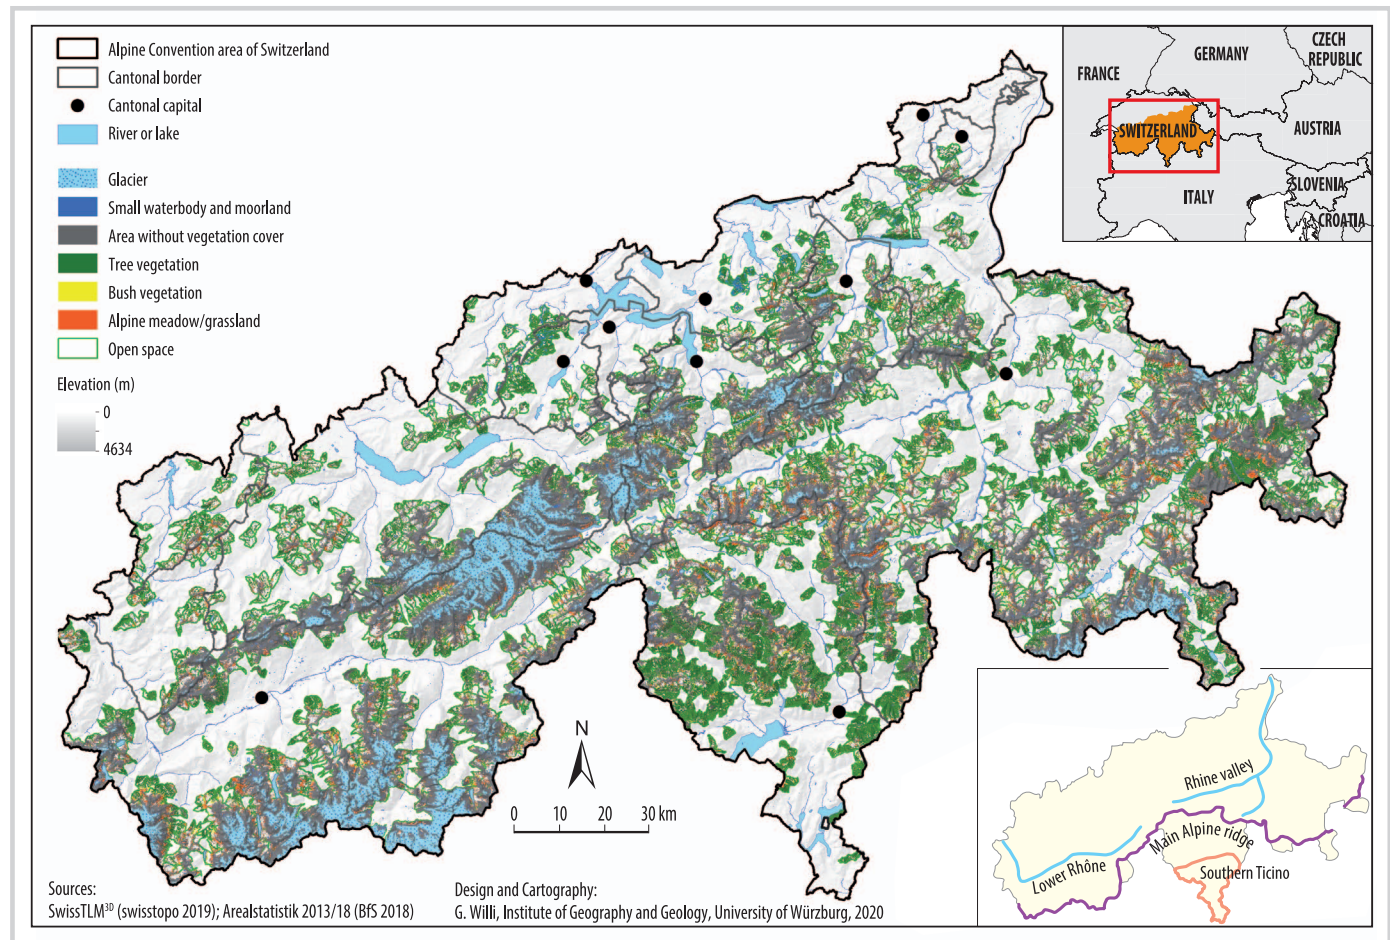 Alpine Convention area of Switzerland
Cantonal border
Cantonal capital
River or lake
Glacier
Small waterbody and moorland
Area without vegetation cover
Tree vegetation
Bush vegetation
Alpine meadow/grassland
Open space
Elevation (m)
0
4634
FRANCE
GERMANY
CZECH
REPUBLIC
SWITZERLAND
AUSTRIA
ITALY
SLOVENIA
CROATIA
N
0 10 20 30 km
Rhine valley
Main Alpine ridge
Lower Rhône
Southern Ticino
Sources:
SwissTLM3D (swisstopo 2019); Arealstatistik 2013/18 (BfS 2018)
Design and Cartography:
G. Willi, Institute of Geography and Geology, University of Würzburg, 2020